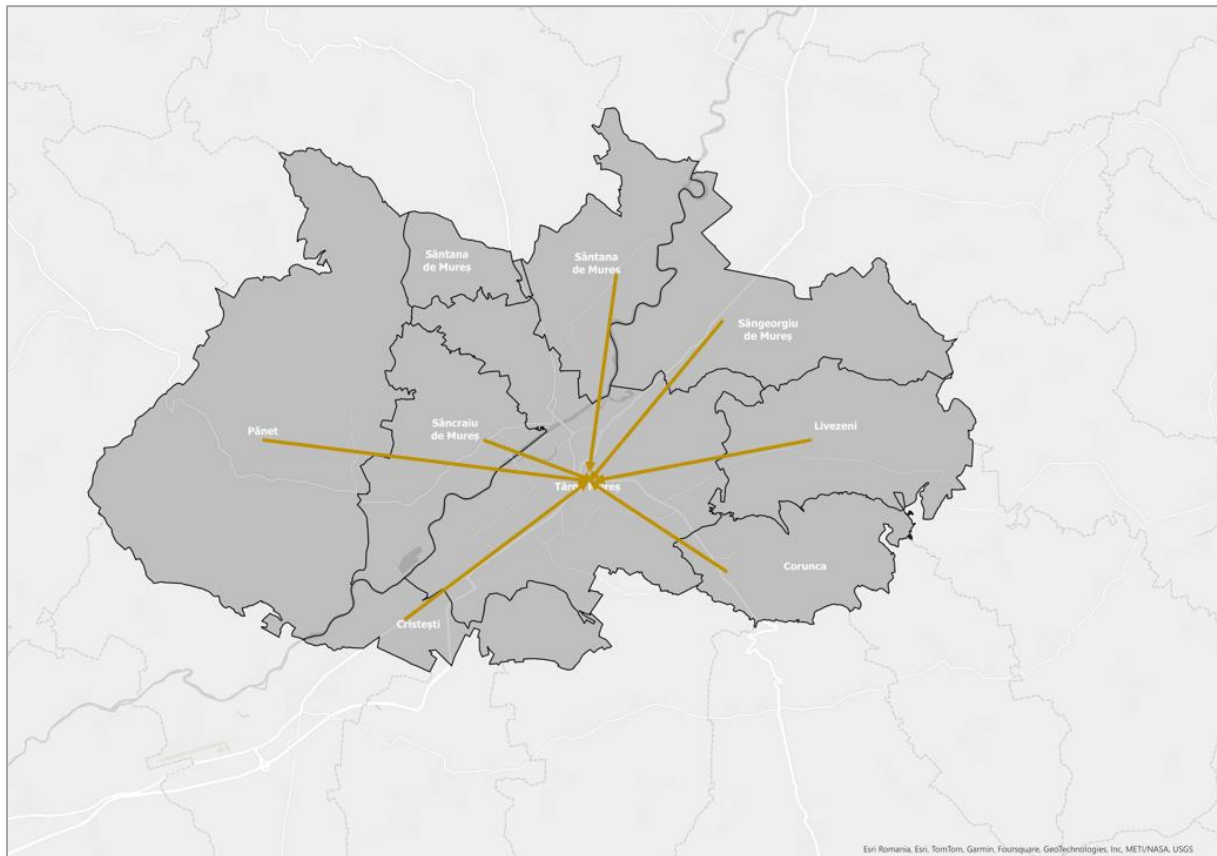 Sântana
de Mureș
Sântana
de Mureș
Sângeorgiu
de Mureș
Sâncraiu
de Mureș
Pănet
Livezeni
Mureș
Corunca
Cristești
Esri Romania, Esri, TomTom, Garmin, Foursquare, GeoTechnologies, Inc, METI/NASA, USGS